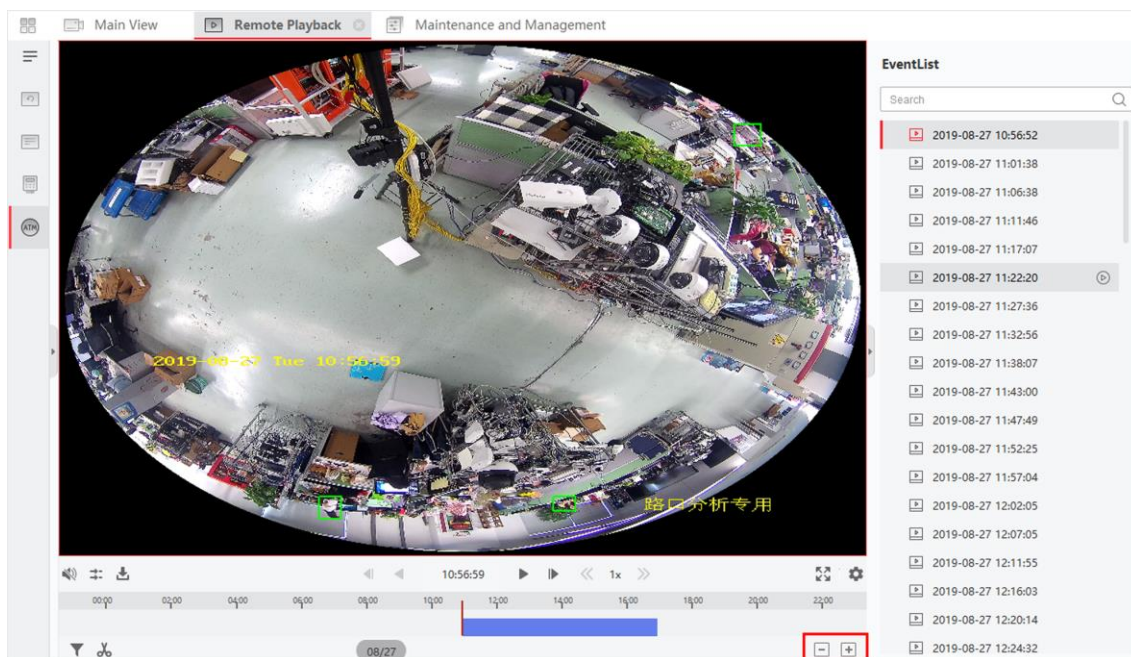 Main View
Remote Playback
Maintenance and Management
ATM
EventList
Search
2019-08-27 10:56:52
2019-08-27 11:01:38
2019-08-27 11:06:38
2019-08-27 11:11:46
2019-08-27 11:17:07
2019-08-27 11:22:20
2019-08-27 11:27:36
2019-08-27 11:32:56
2019-08-27 11:38:07
2019-08-27 11:43:00
2019-08-27 11:47:49
2019-08-27 11:52:25
2019-08-27 11:57:04
2019-08-27 12:02:05
2019-08-27 12:07:05
2019-08-27 12:11:55
2019-08-27 12:16:03
2019-08-27 12:20:14
2019-08-27 12:24:32
2019-08-27 Tue 10:56:59
路口分析专用
10:56:59
1x
00:00 02:00 04:00 06:00 08:00 10:00 12:00 14:00 16:00 18:00 20:00 22:00
08/27